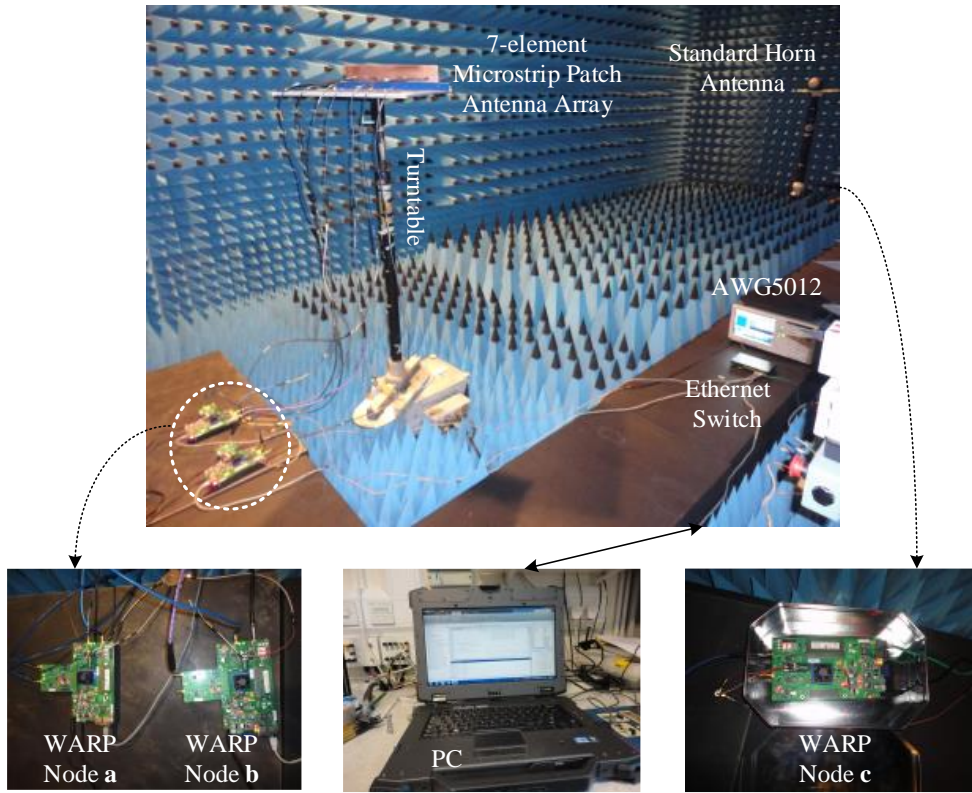 7-element
Microstrip Patch
Antenna Array
Standard Horn
Antenna
Turntable
AWG5012
Ethernet
Switch
WARP
Node a
WARP
Node b
PC
WARP
Node c